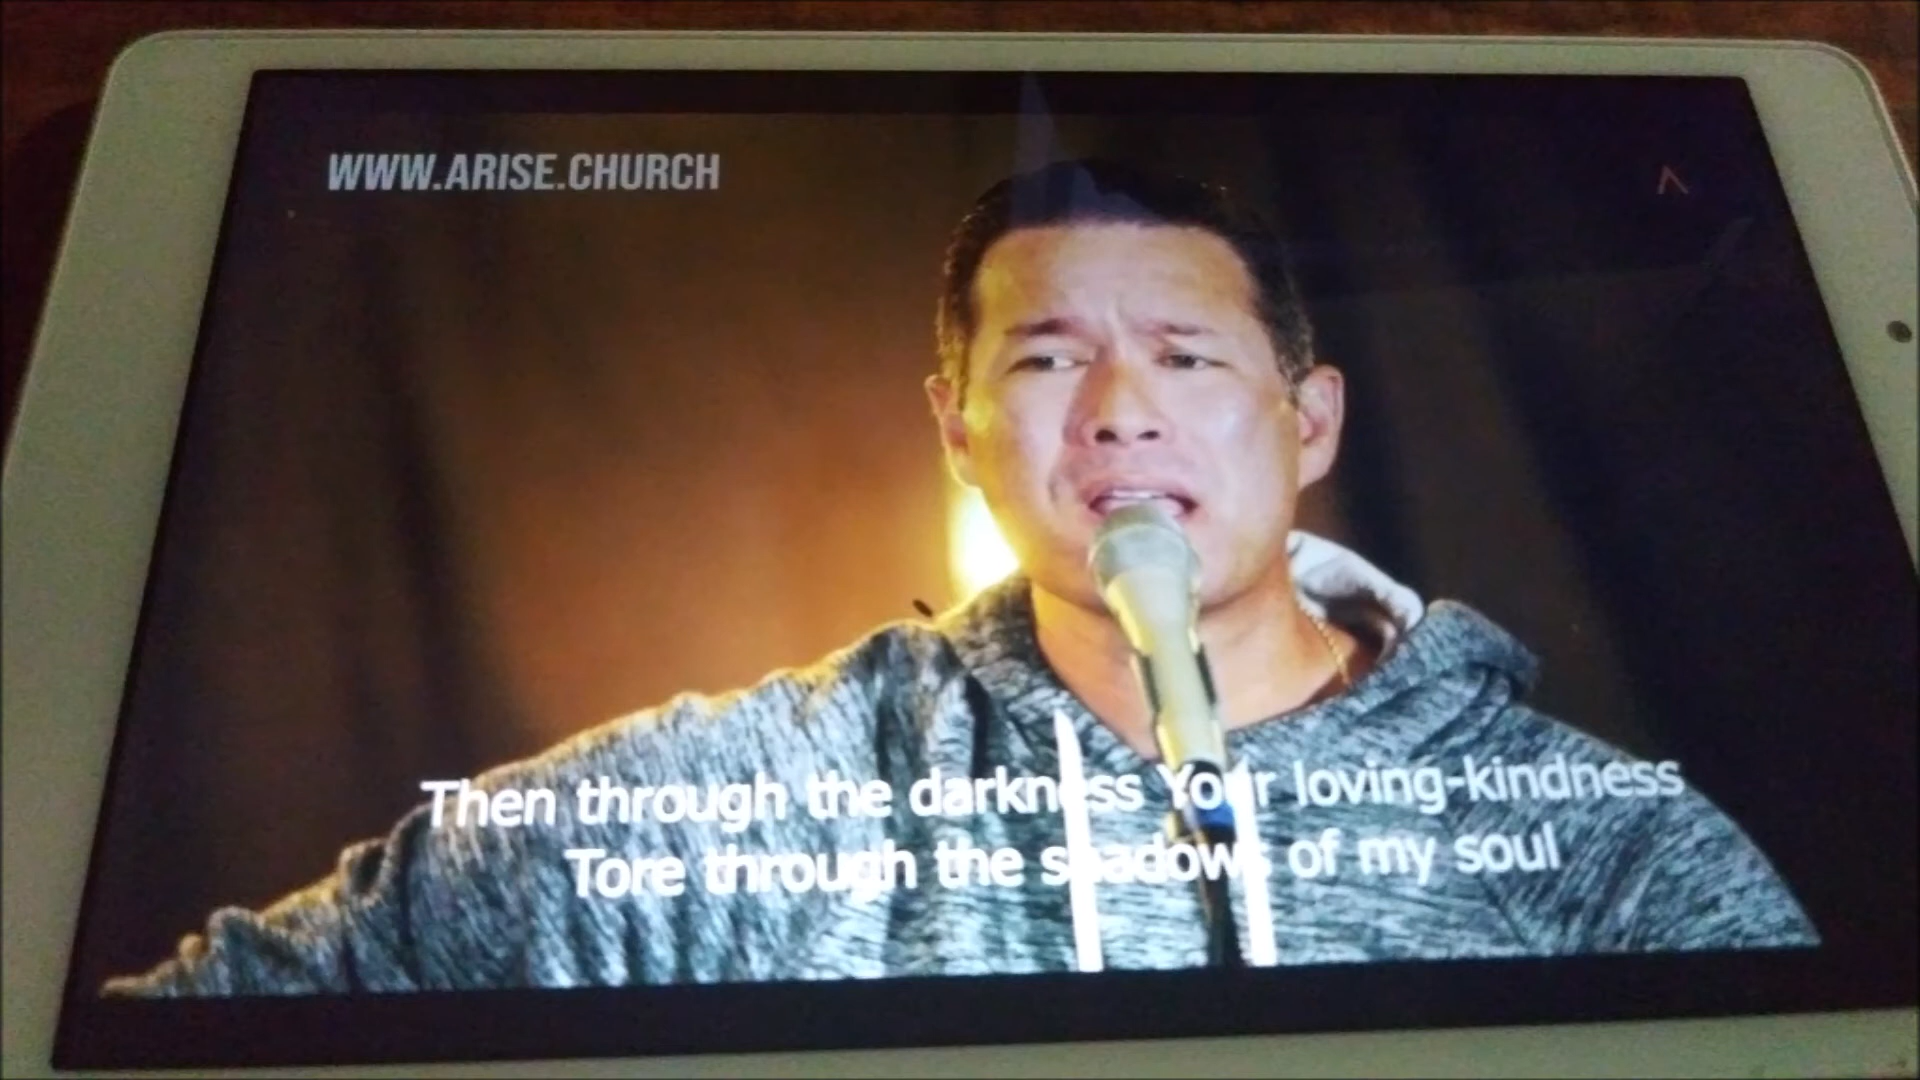 WWW.ARISE.CHURCH
Then through the darkness Your loving-kindness
Tore through the shadows of my soul